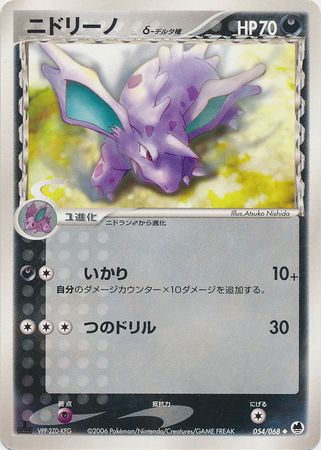 ニドリーノ δ-デルタ種 HP70
Illus.Atsuko Nishida
1進化 ニドラン♂から進化
いかり 10+
自分のダメージカウンター×10ダメージを追加する。
つのドリル 30
弱点 抵抗力 にげる
VPP-2Z0-KFG ©2006 Pokémon/Nintendo/Creatures/GAME FREAK 054/068 ◆